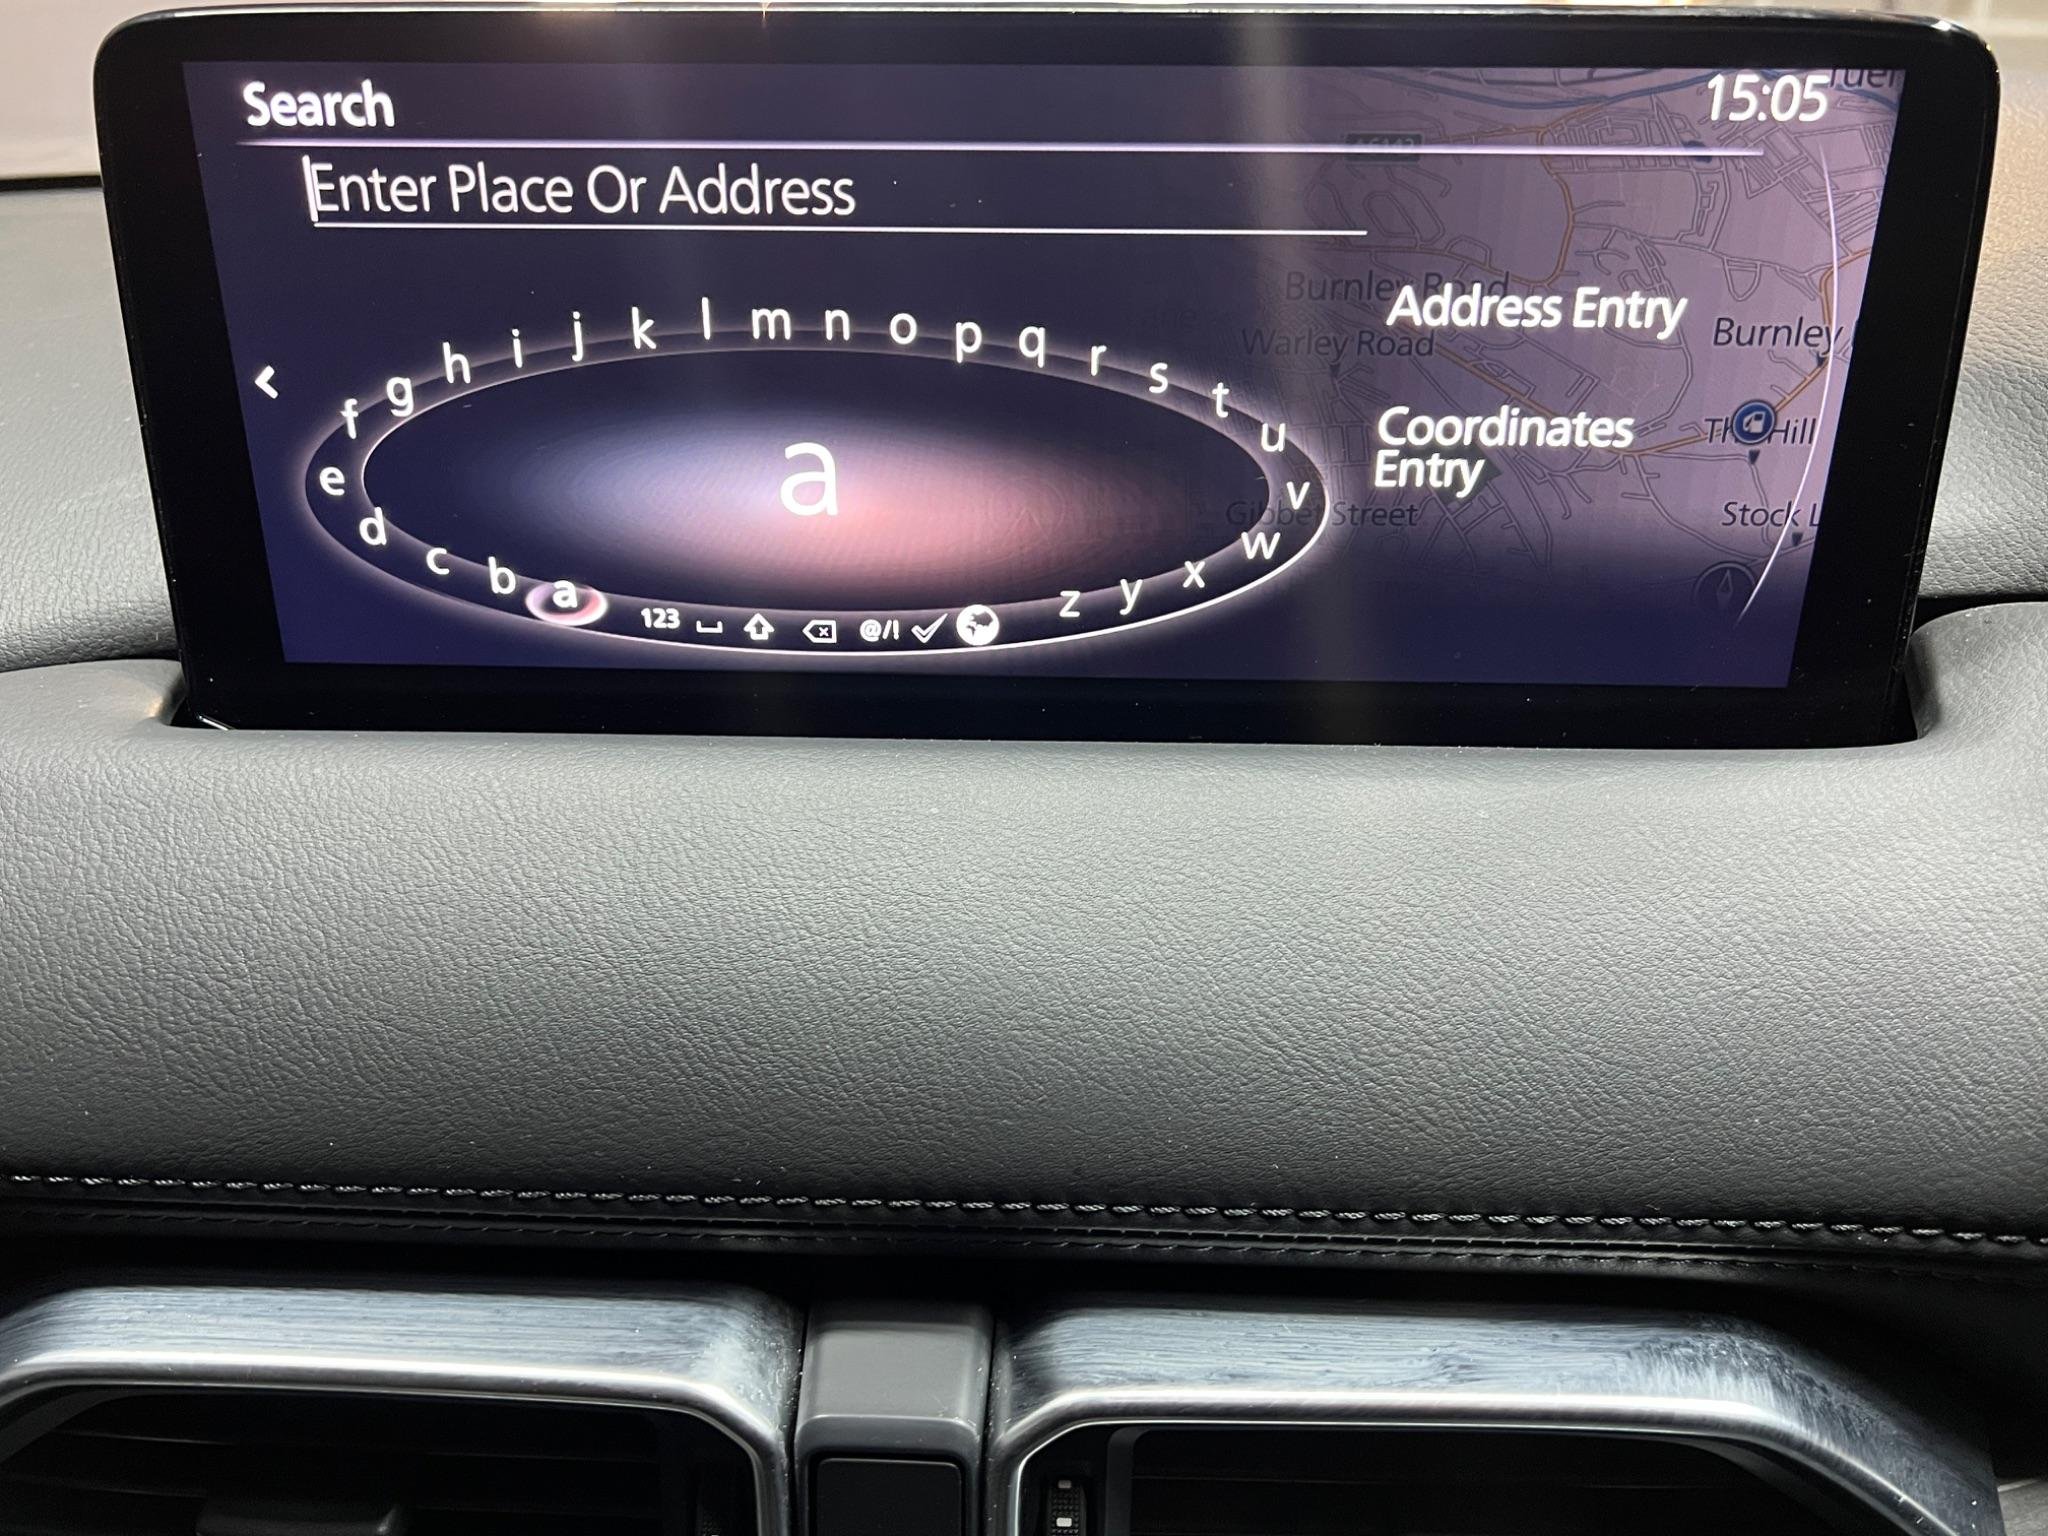 Search
15:05
Enter Place Or Address
Burnley Road
Address Entry
Burnley
Warley Road
Coordinates
Entry
Hill
Gibbet Street
Stock L
a
a b c d e f g h i j k l m n o p q r s t u v w x y z
123
@/!